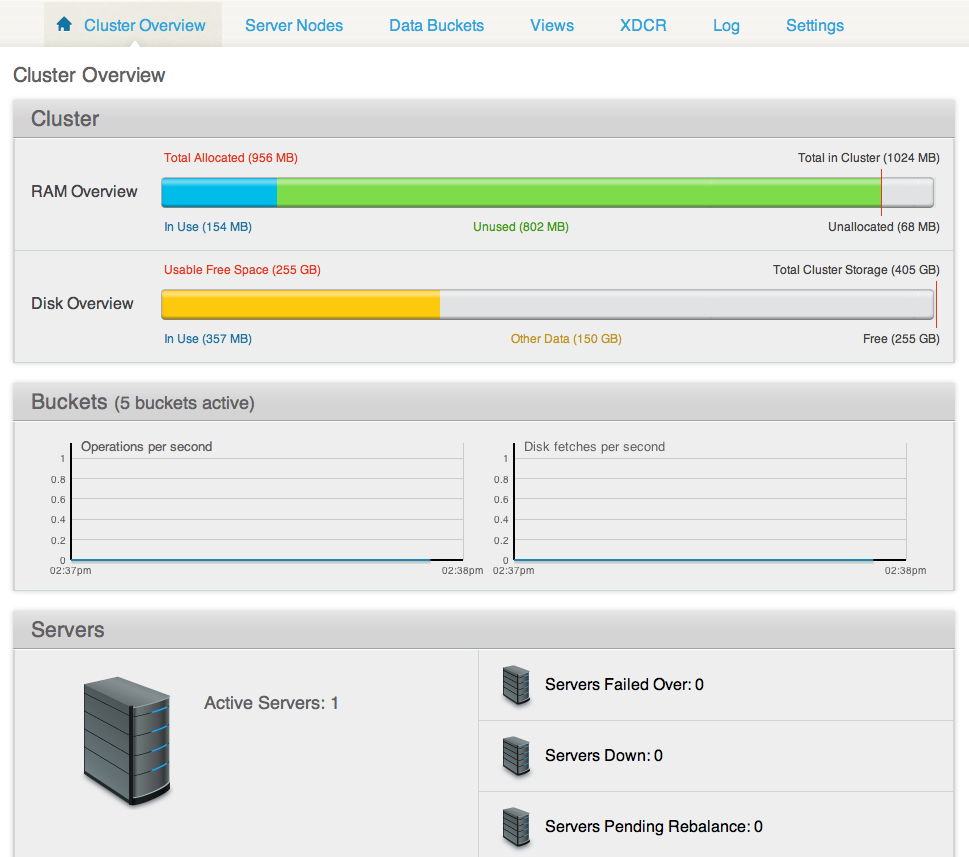 Cluster Overview Server Nodes Data Buckets Views XDCR Log Settings
Cluster Overview
Cluster
Total Allocated (956 MB) Total in Cluster (1024 MB)
RAM Overview
In Use (154 MB) Unused (802 MB) Unallocated (68 MB)
Usable Free Space (255 GB) Total Cluster Storage (405 GB)
Disk Overview
In Use (357 MB) Other Data (150 GB) Free (255 GB)
Buckets (5 buckets active)
Operations per second
1
0.8
0.6
0.4
0.2
0
02:37pm 02:38pm
Disk fetches per second
1
0.8
0.6
0.4
0.2
0
02:37pm 02:38pm
Servers
Active Servers: 1
Servers Failed Over: 0
Servers Down: 0
Servers Pending Rebalance: 0